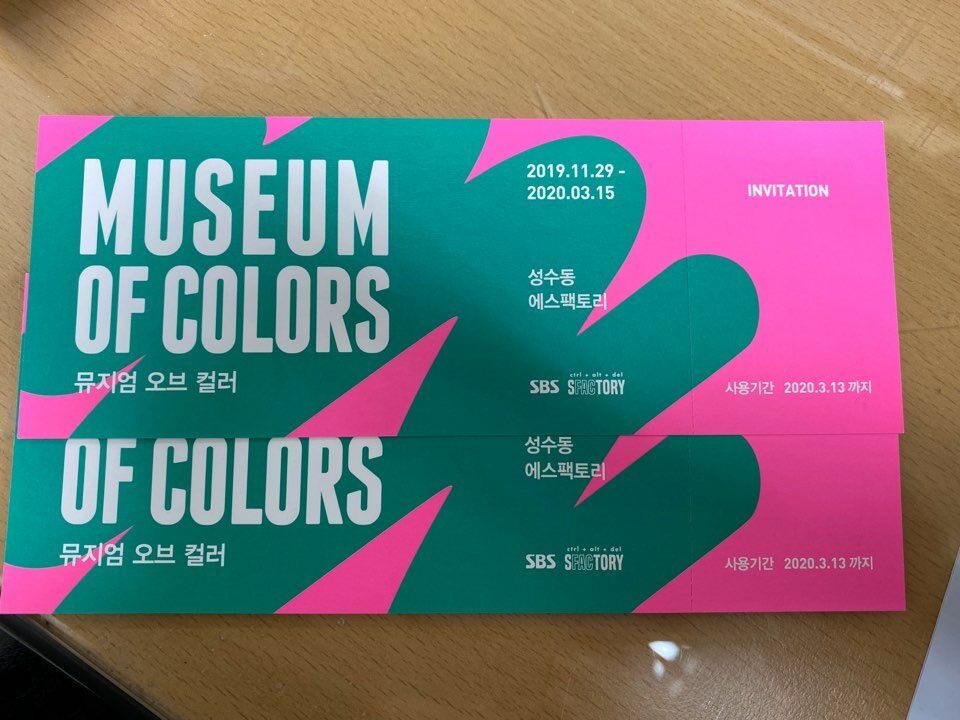 MUSEUM
OF COLORS
뮤지엄 오브 컬러
2019.11.29 -
2020.03.15
성수동
에스팩토리
SBS
ctrl + alt + del
SFACTORY
INVITATION
사용기간 2020.3.13 까지
OF COLORS
뮤지엄 오브 컬러
성수동
에스팩토리
SBS
ctrl + alt + del
SFACTORY
사용기간 2020.3.13 까지